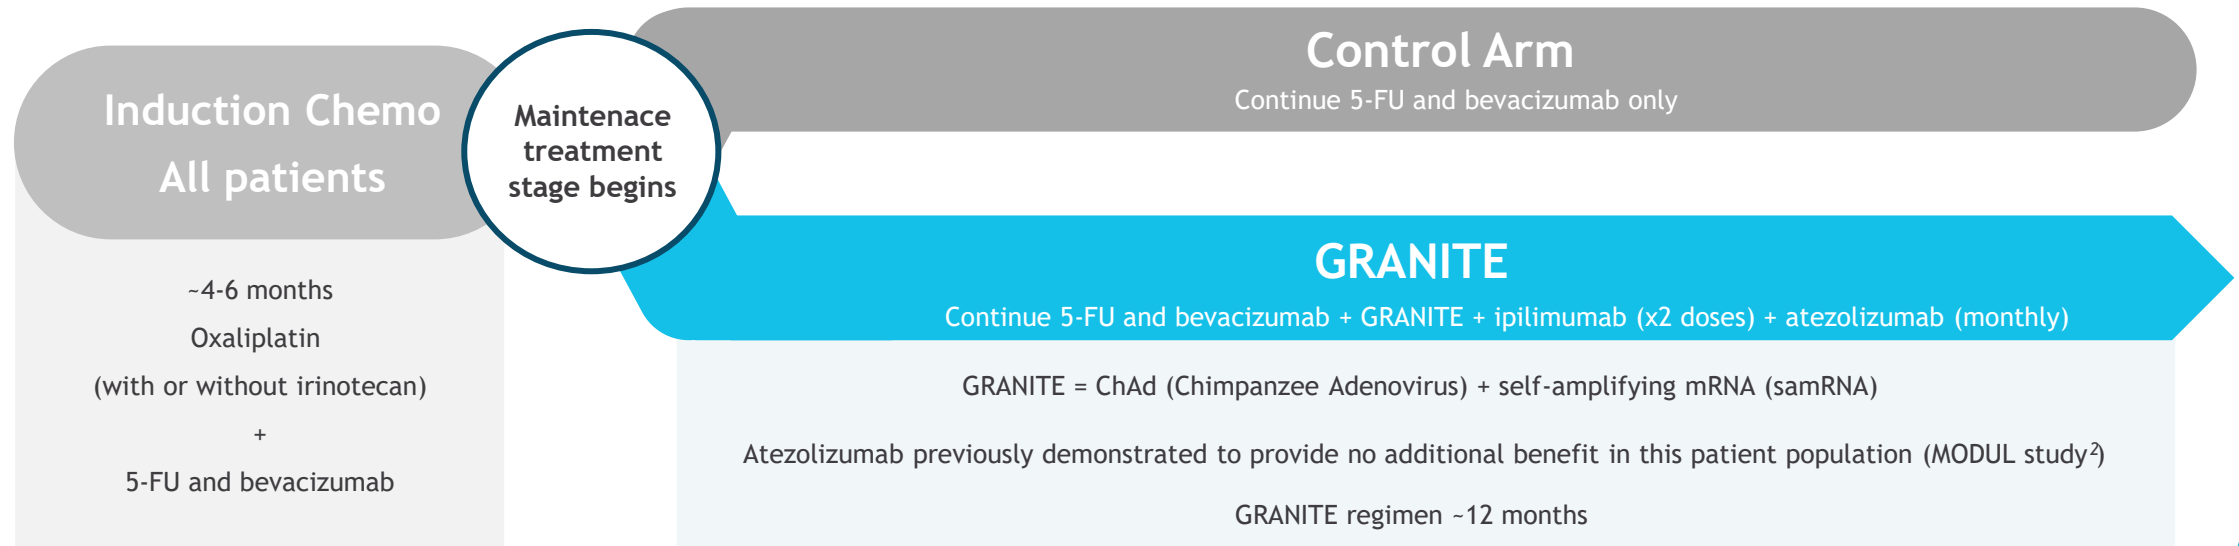 Induction Chemo
All patients
~4-6 months
Oxaliplatin
(with or without irinotecan)
+
5-FU and bevacizumab
Maintenace
treatment
stage begins
Control Arm
Continue 5-FU and bevacizumab only
GRANITE
Continue 5-FU and bevacizumab + GRANITE + ipilimumab (x2 doses) + atezolizumab (monthly)
GRANITE = ChAd (Chimpanzee Adenovirus) + self-amplifying mRNA (samRNA)
Atezolizumab previously demonstrated to provide no additional benefit in this patient population (MODUL study²)
GRANITE regimen ~12 months